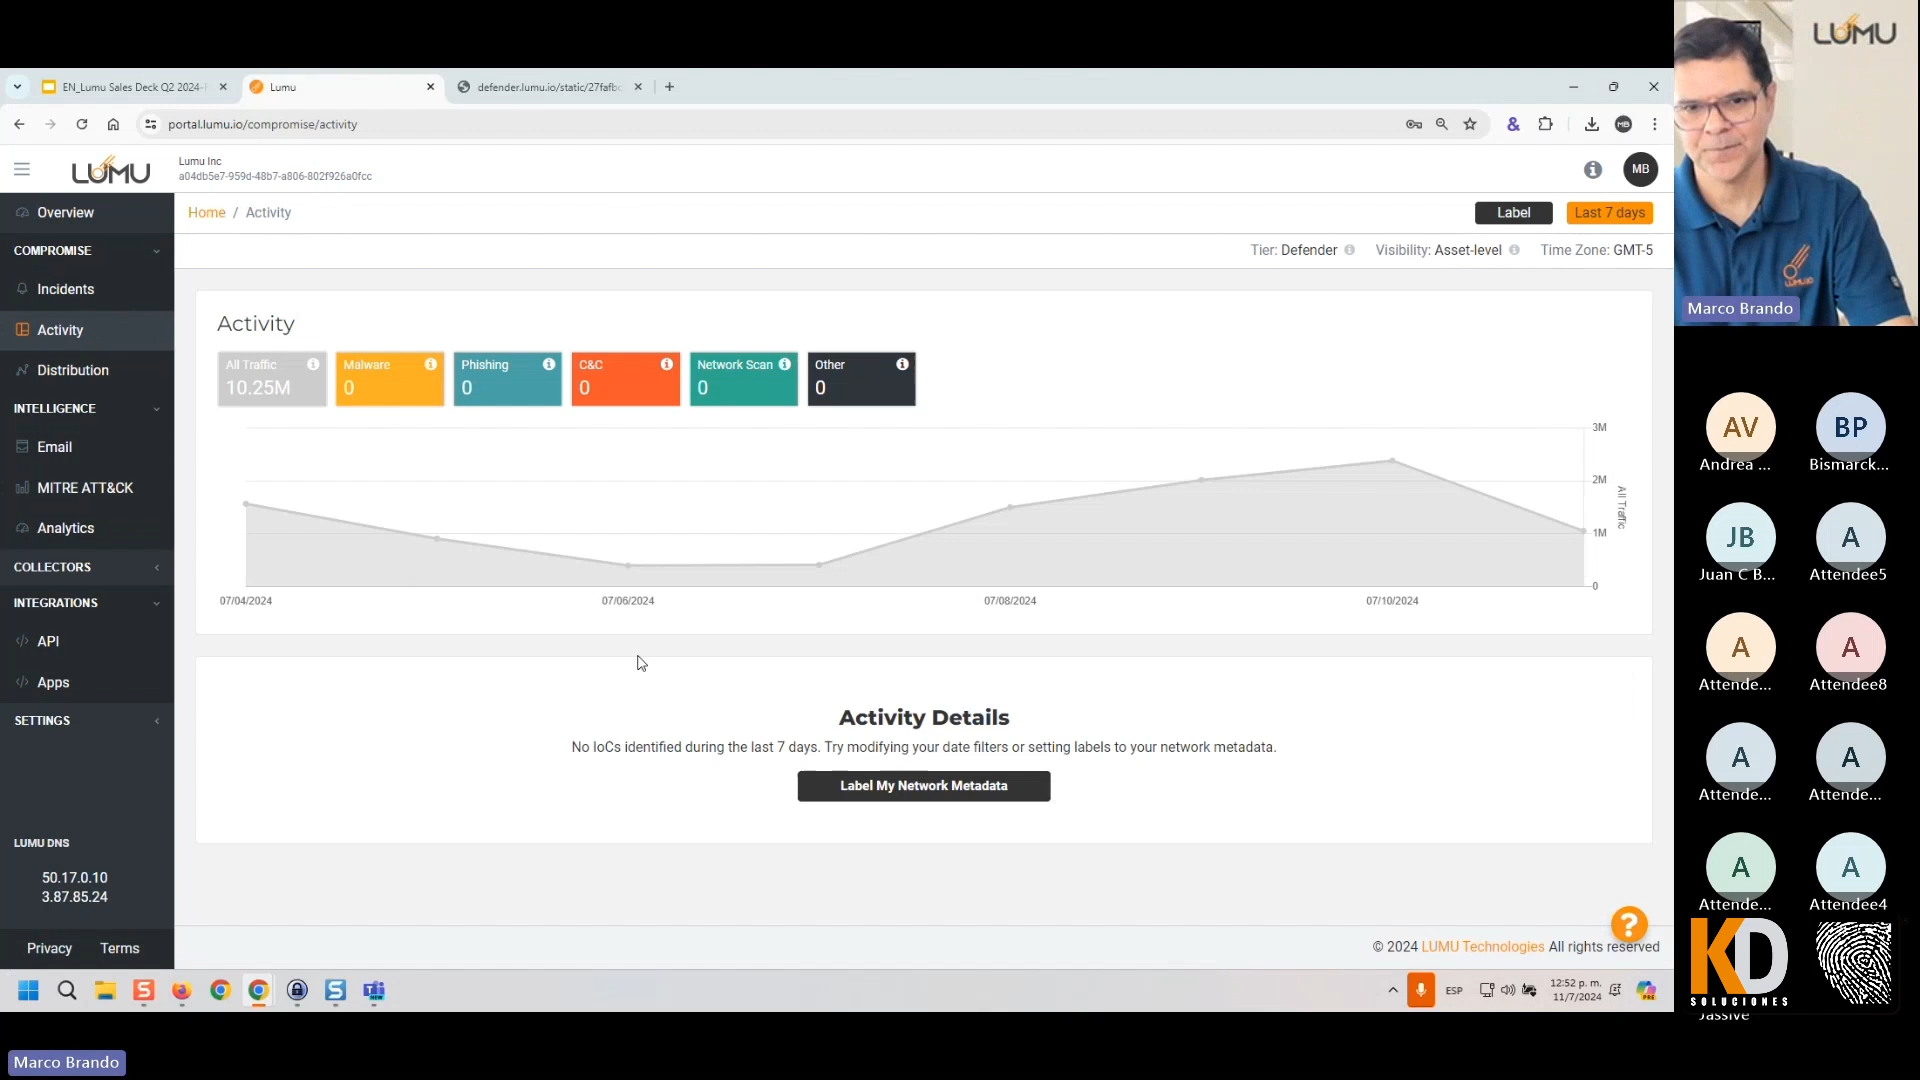 EN_Lumu Sales Deck Q2 2024-
Lumu
defender.lumu.io/static/27fafb
portal.lumu.io/compromise/activity
MB
LUMU
Lumu Inc
a04db5e7-959d-48b7-a806-802f926a0fcc
MB
Overview
COMPROMISE
Incidents
Activity
Distribution
INTELLIGENCE
Email
MITRE ATT&CK
Analytics
COLLECTORS
INTEGRATIONS
API
Apps
SETTINGS
LUMU DNS
50.17.0.10
3.87.85.24
Privacy Terms
Home / Activity
Label
Last 7 days
Tier: Defender Visibility: Asset-level Time Zone: GMT-5
Activity
All Traffic
10.25M
Malware
0
Phishing
0
C&C
0
Network Scan
0
Other
0
3M
2M
1M
0
All Traffic
07/04/2024 07/06/2024 07/08/2024 07/10/2024
Activity Details
No IoCs identified during the last 7 days. Try modifying your date filters or setting labels to your network metadata.
Label My Network Metadata
?
© 2024 LUMU Technologies All rights reserved
ESP
12:52 p. m.
11/7/2024
PRE
NEW
LUMU
LUMU.IO
Marco Brando
AV
Andrea ...
BP
Bismarck...
JB
Juan C B...
A
Attendee5
A
Attende...
A
Attendee8
A
Attende...
A
Attende...
A
Attende...
A
Attendee4
KD
SOLUCIONES
Jassive
Marco Brando